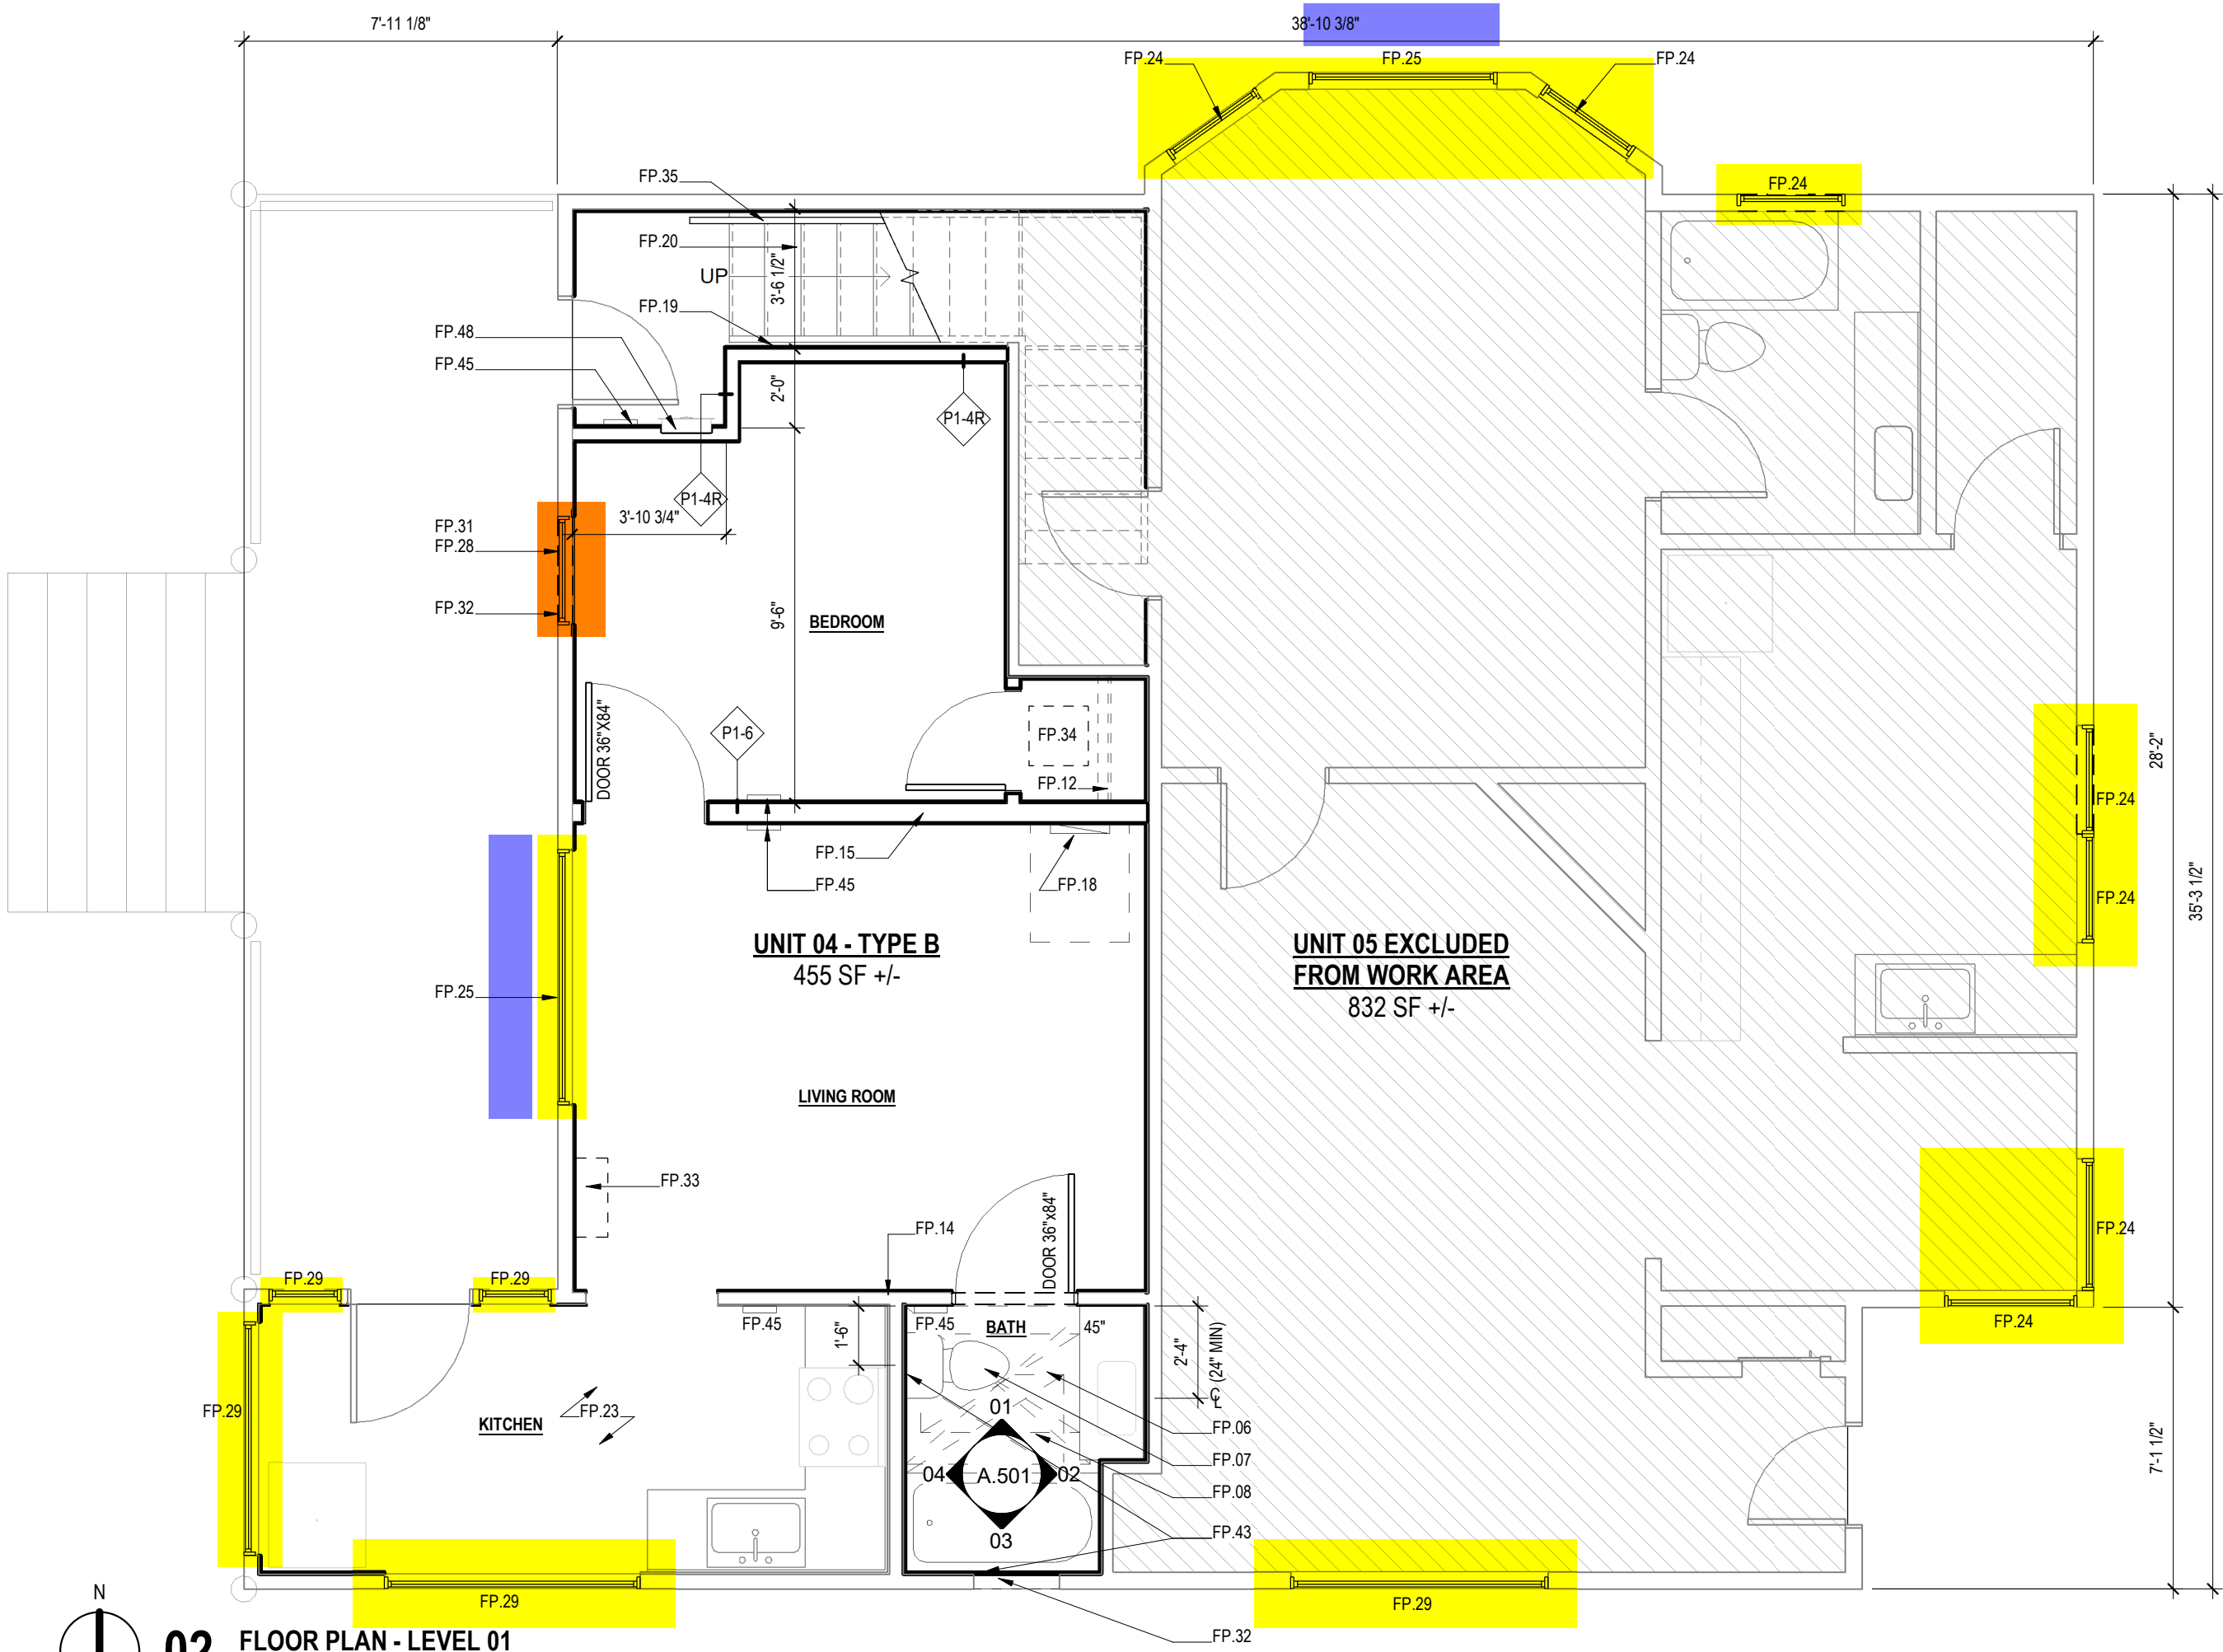 7'-11 1/8"
38'-10 3/8"
FP.24
FP.25
FP.24
FP.35
FP.24
FP.20
UP
3'-6 1/2"
FP.19
FP.48
FP.45
2'-0"
P1-4R
P1-4R
3'-10 3/4"
FP.31
FP.28
FP.32
9'-6"
BEDROOM
DOOR 36"X84"
P1-6
FP.34
28'-2"
FP.12
FP.24
FP.15
FP.45
FP.18
FP.24
35'-3 1/2"
UNIT 04 - TYPE B
455 SF +/-
UNIT 05 EXCLUDED
FROM WORK AREA
832 SF +/-
FP.25
LIVING ROOM
FP.33
FP.14
DOOR 36"x84"
FP.24
FP.29
FP.29
FP.45
1'-6"
FP.45
BATH
45"
2'-4"
(24" MIN)
CL
FP.24
FP.29
KITCHEN
FP.23
01
04
A.501
02
03
FP.06
FP.07
FP.08
FP.43
7'-1 1/2"
FP.29
FP.29
FP.32
N
02
FLOOR PLAN - LEVEL 01